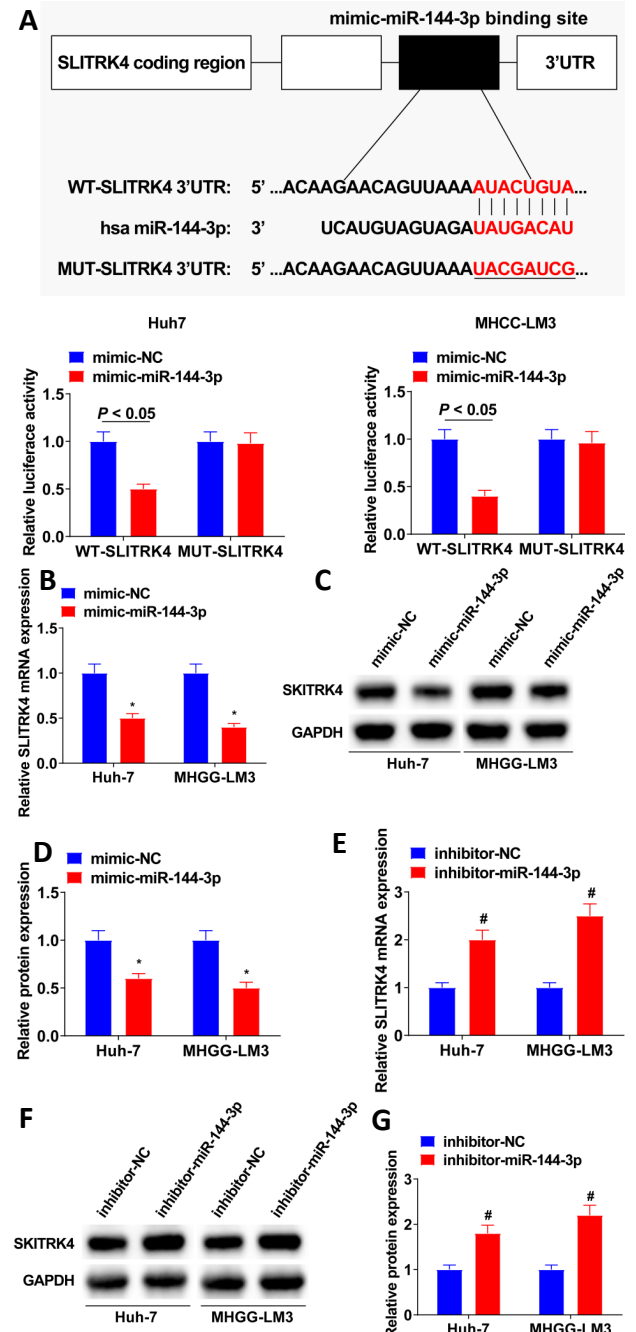 A
mimic-miR-144-3p binding site
SLITRK4 coding region
3'UTR
WT-SLITRK4 3'UTR: 5' ...ACAAGAACAGUUAAAAUACUGUA...
hsa miR-144-3p: 3' UCAUGUAGUAGAUAUGACAU
MUT-SLITRK4 3'UTR: 5' ...ACAAGAACAGUUAAAUACGAUCG...
Huh7
mimic-NC
mimic-miR-144-3p
Relative luciferace activity
1.5
1.0
0.5
0.0
P < 0.05
WT-SLITRK4 MUT-SLITRK4
MHCC-LM3
mimic-NC
mimic-miR-144-3p
Relative luciferace activity
1.5
1.0
0.5
0.0
P < 0.05
WT-SLITRK4 MUT-SLITRK4
B
mimic-NC
mimic-miR-144-3p
Relative SLITRK4 mRNA expression
1.5
1.0
0.5
0.0
*
*
Huh-7 MHGG-LM3
C
mimic-NC
mimic-miR-144-3p
mimic-NC
mimic-miR-144-3p
SKITRK4
GAPDH
Huh-7 MHGG-LM3
D
mimic-NC
mimic-miR-144-3p
Relative protein expression
1.5
1.0
0.5
0.0
*
*
Huh-7 MHGG-LM3
E
inhibitor-NC
inhibitor-miR-144-3p
Relative SLITRK4 mRNA expression
3
2
1
0
#
#
Huh-7 MHGG-LM3
F
inhibitor-NC
inhibitor-miR-144-3p
inhibitor-NC
inhibitor-miR-144-3p
SKITRK4
GAPDH
Huh-7 MHGG-LM3
G
inhibitor-NC
inhibitor-miR-144-3p
Relative protein expression
3
2
1
0
#
#
Huh-7 MHGG-LM3